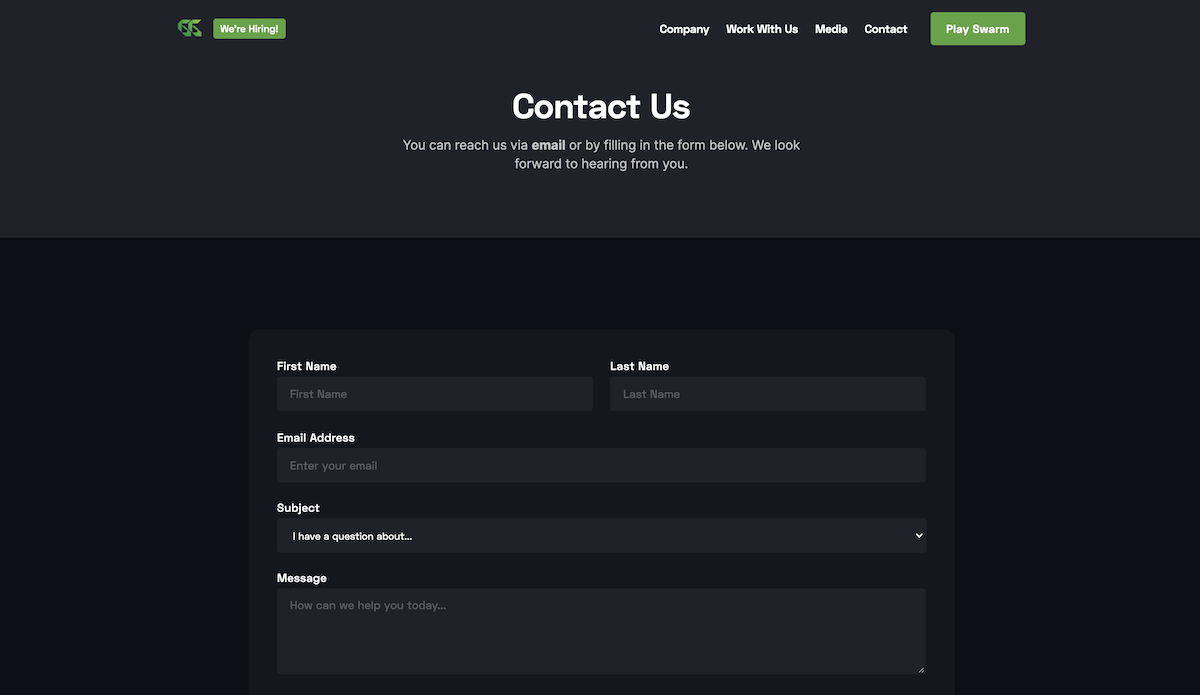 We're Hiring!
Company
Work With Us
Media
Contact
Play Swarm
Contact Us
You can reach us via email or by filling in the form below. We look
forward to hearing from you.
First Name
Last Name
First Name
Last Name
Email Address
Enter your email
Subject
I have a question about...
Message
How can we help you today...